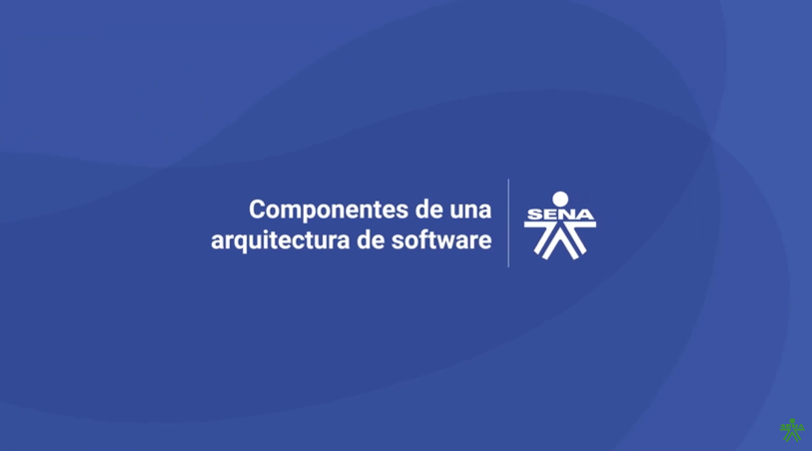 Componentes de una
arquitectura de software
SENA